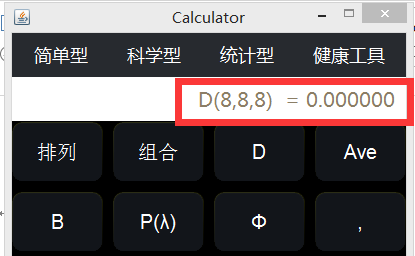 Calculator
简单型 科学型 统计型 健康工具
D(8,8,8) = 0.000000
排列 组合 D Ave
B P(λ) Φ ,